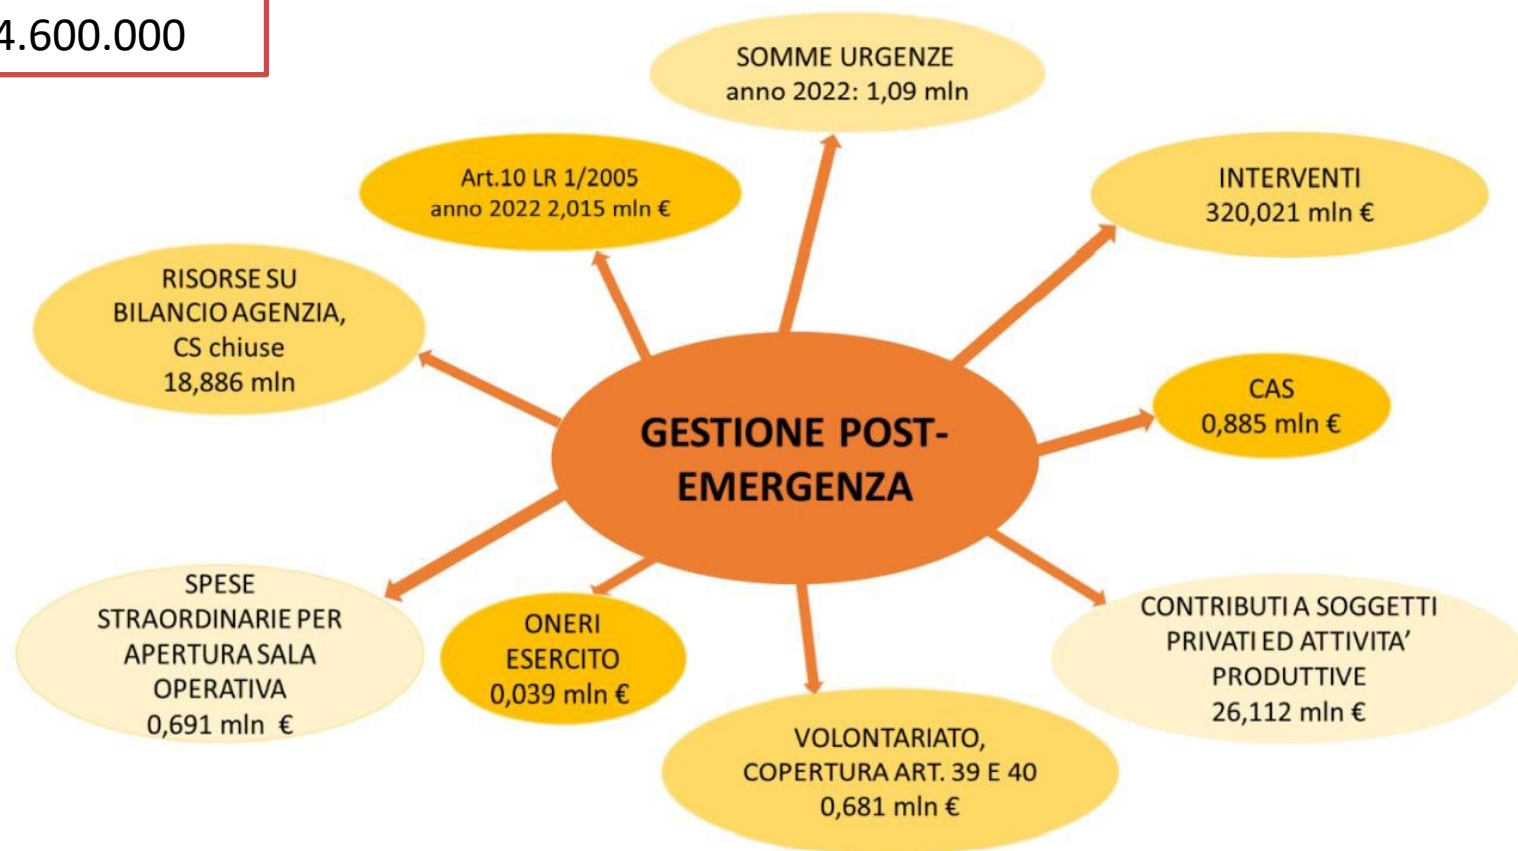 4.600.000
SOMME URGENZE
anno 2022: 1,09 mln
Art.10 LR 1/2005
anno 2022 2,015 mln €
INTERVENTI
320,021 mln €
RISORSE SU
BILANCIO AGENZIA,
CS chiuse
18,886 mln
CAS
0,885 mln €
GESTIONE POST-
EMERGENZA
SPESE
STRAORDINARIE PER
APERTURA SALA
OPERATIVA
0,691 mln €
ONERI
ESERCITO
0,039 mln €
VOLONTARIATO,
COPERTURA ART. 39 E 40
0,681 mln €
CONTRIBUTI A SOGGETTI
PRIVATI ED ATTIVITA’
PRODUTTIVE
26,112 mln €